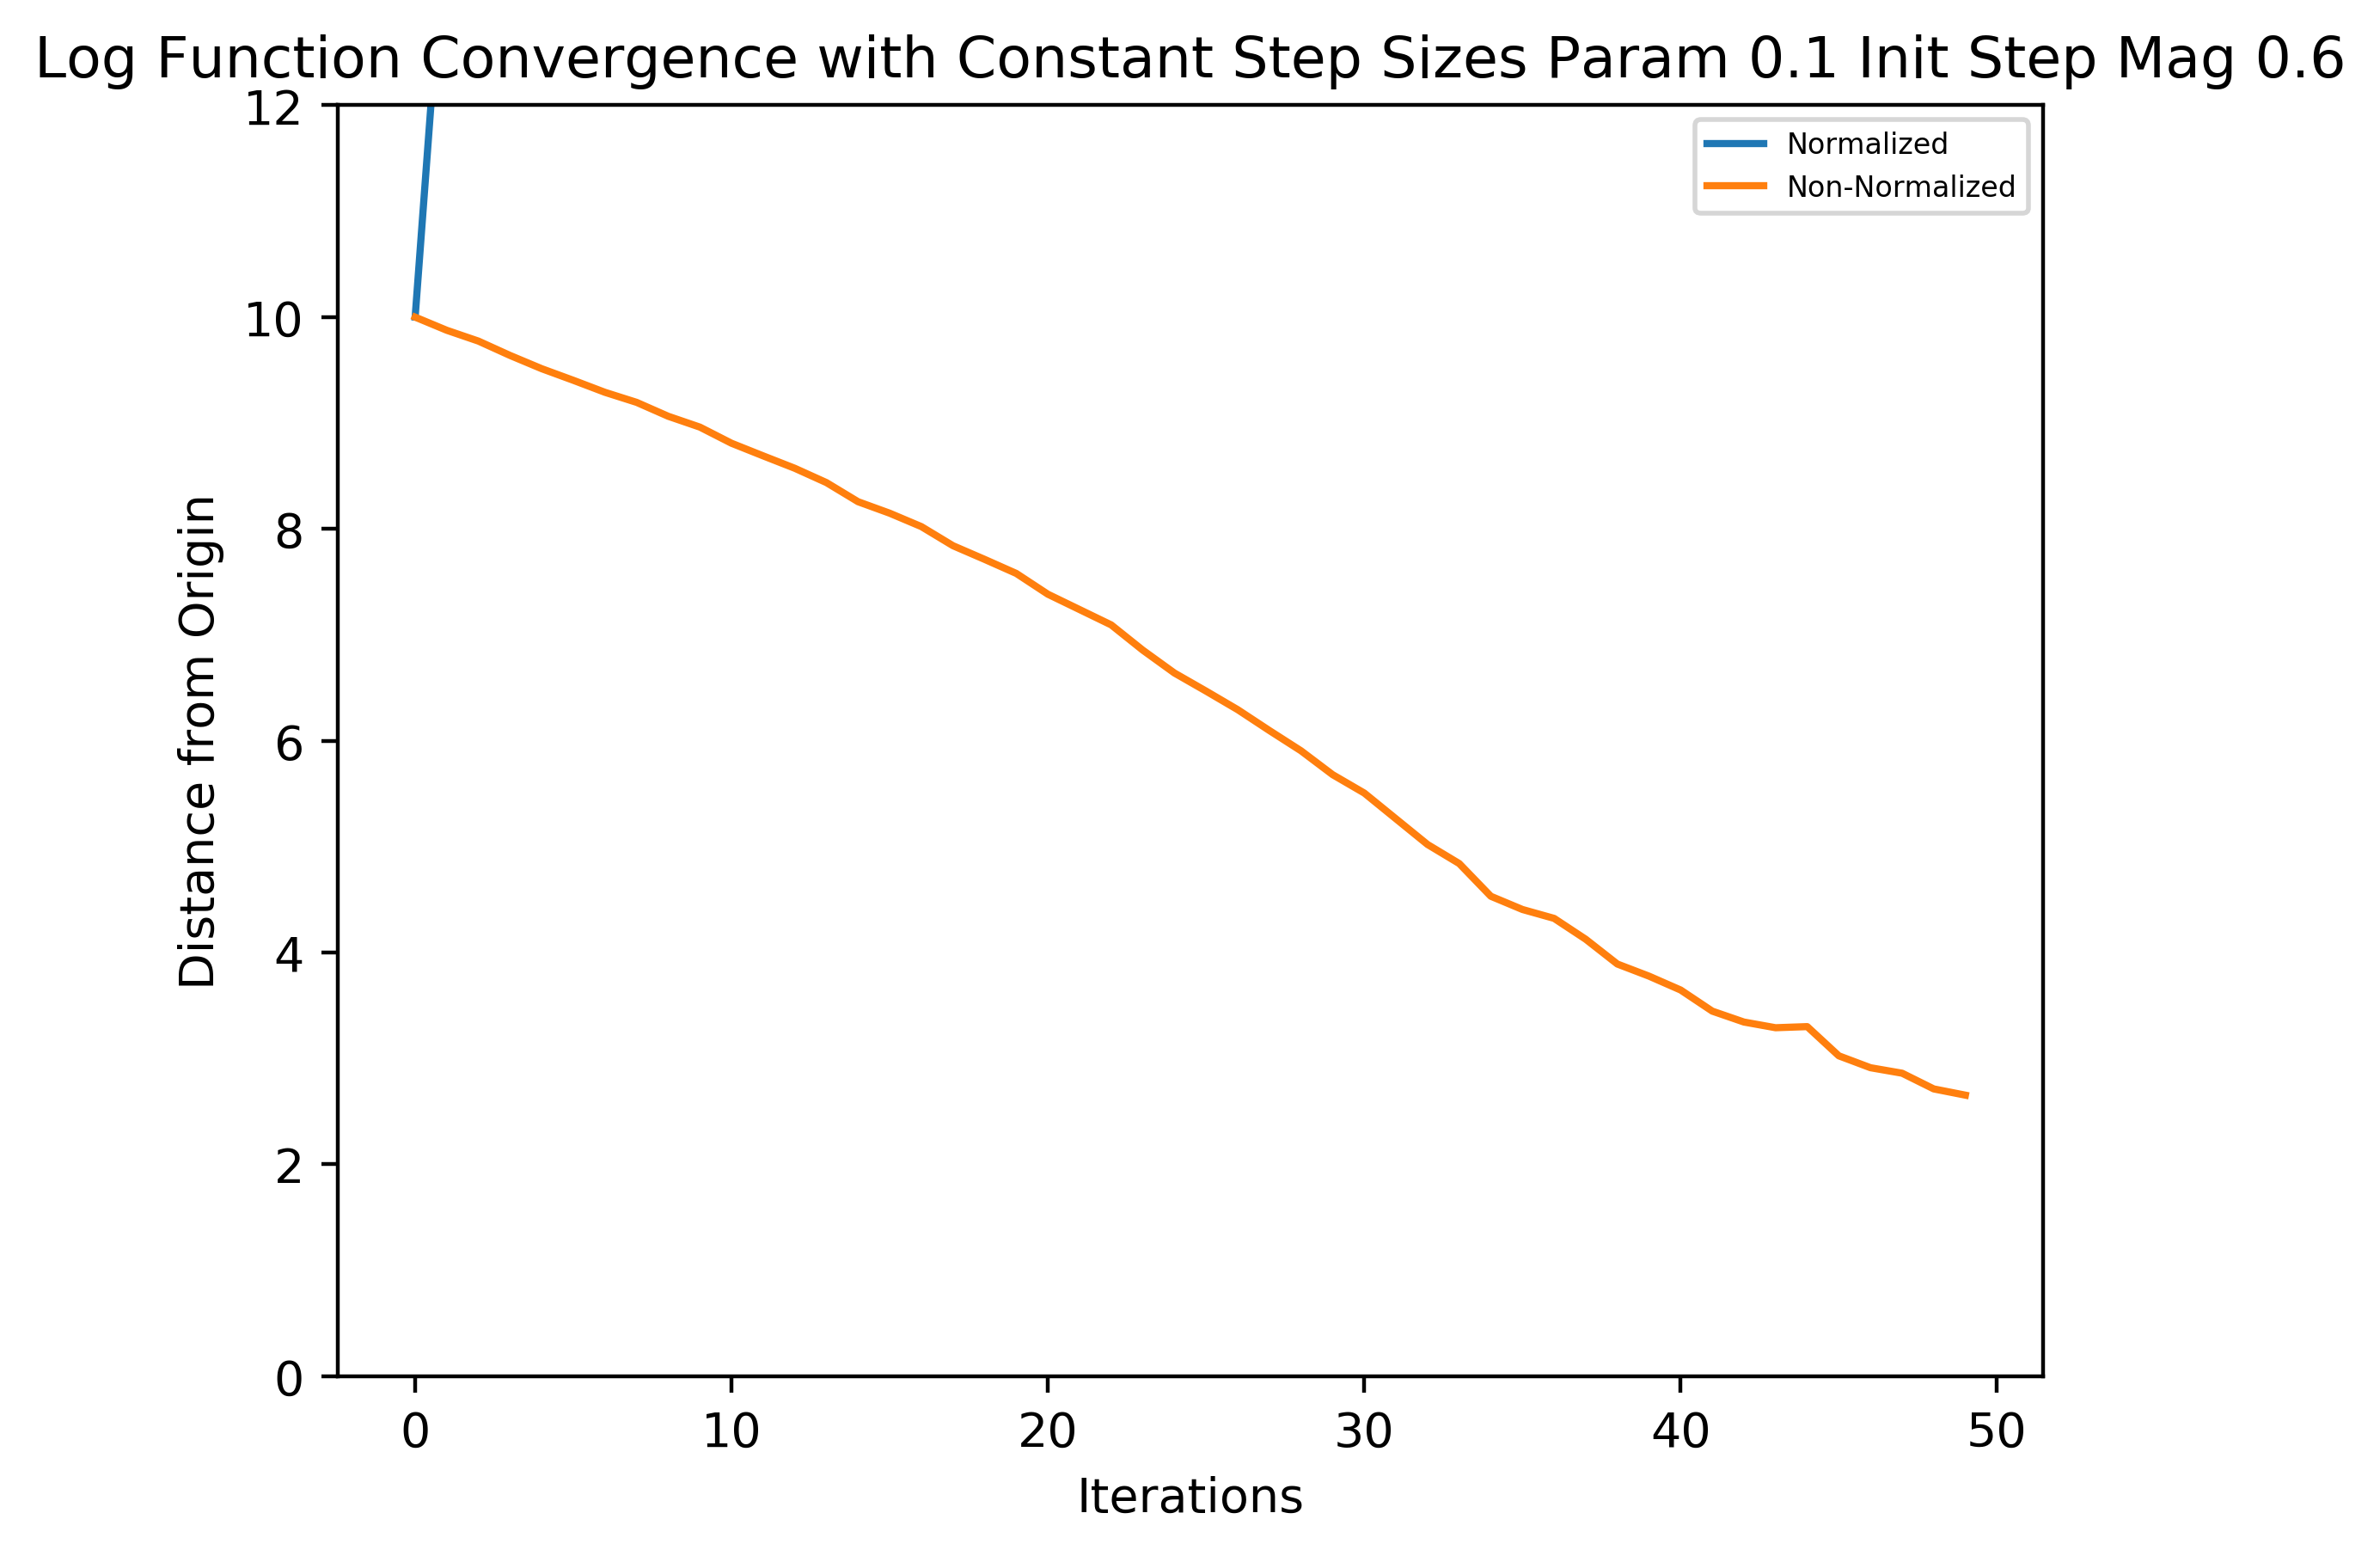 Log Function Convergence with Constant Step Sizes Param 0.1 Init Step Mag 0.6
Normalized
Non-Normalized
Distance from Origin
12
10
8
6
4
2
0
0 10 20 30 40 50
Iterations